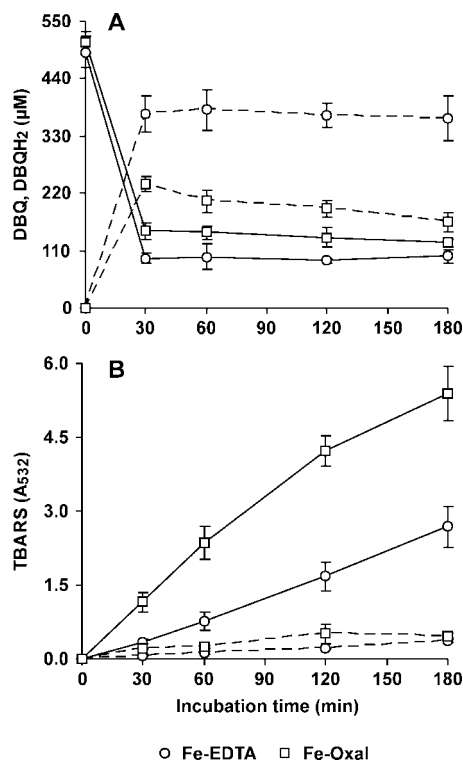 A
550
440
330
220
110
0
DBQ, DBQH2 (µM)
0 30 60 90 120 150 180
B
6.0
4.5
3.0
1.5
0.0
TBARS (A532)
0 30 60 90 120 150 180
Incubation time (min)
Fe-EDTA Fe-Oxal